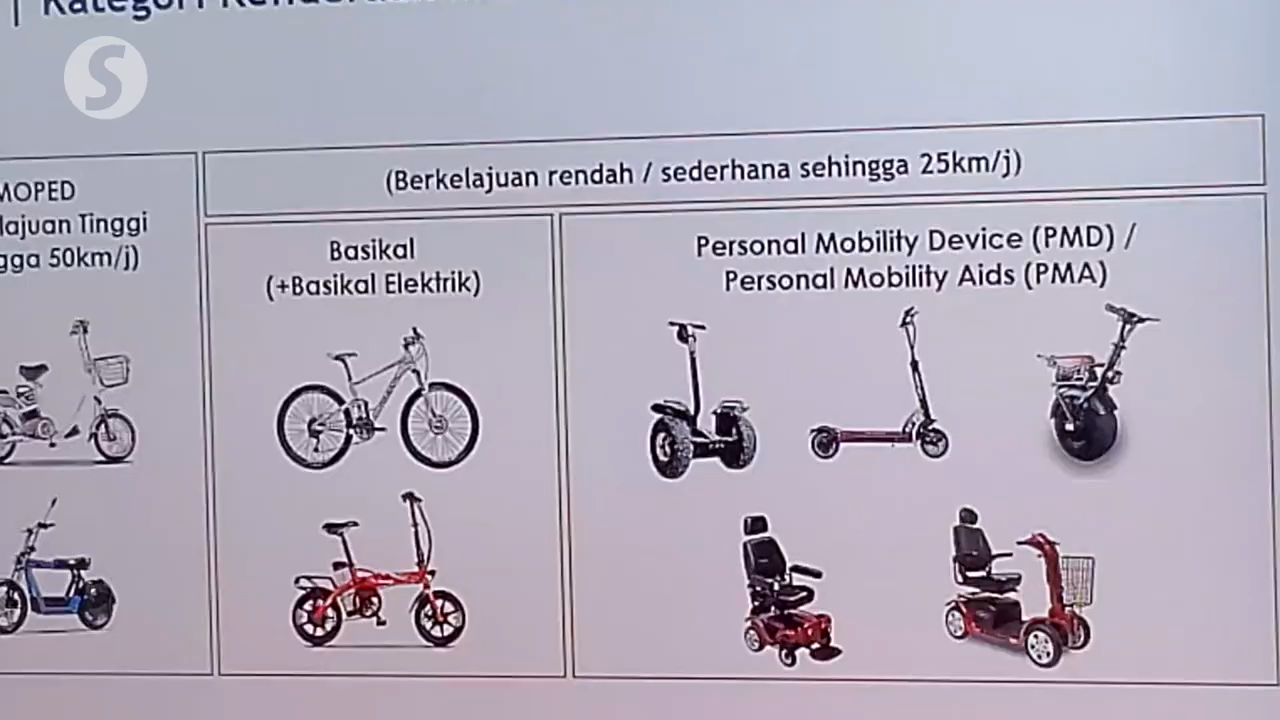 | Kategori
MOPED
lajuan Tinggi
gga 50km/j)
(Berkelajuan rendah / sederhana sehingga 25km/j)
Basikal
(+Basikal Elektrik)
Personal Mobility Device (PMD) /
Personal Mobility Aids (PMA)
S